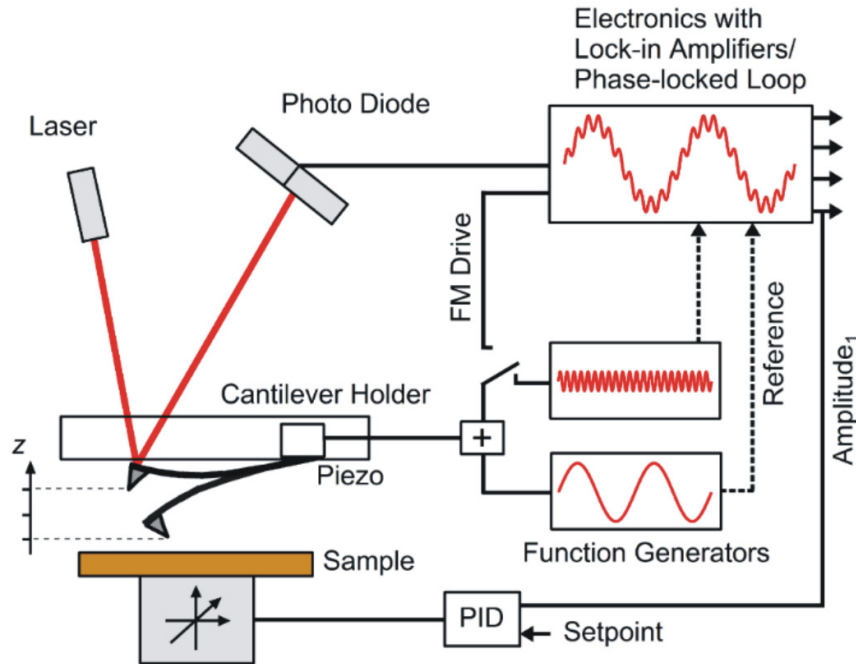 Electronics with
Lock-in Amplifiers/
Phase-locked Loop
Photo Diode
Laser
FM Drive
Reference
Amplitude1
Cantilever Holder
+
z
Piezo
Function Generators
Sample
PID
Setpoint